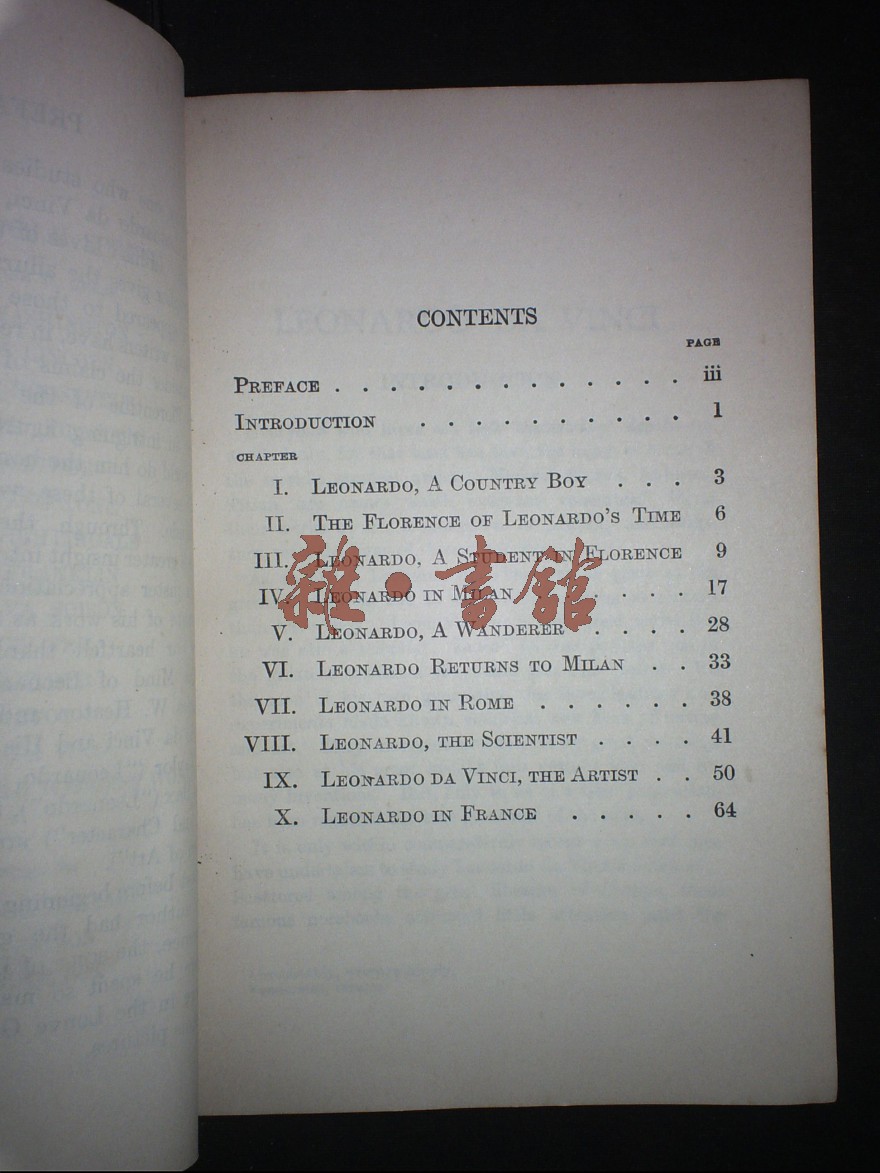 CONTENTS
PAGE
PREFACE . . . . . . . . . . . . . iii
INTRODUCTION . . . . . . . . . . 1
CHAPTER
I. LEONARDO, A COUNTRY BOY . . . 3
II. THE FLORENCE OF LEONARDO'S TIME 6
III. LEONARDO, A STUDENT IN FLORENCE 9
IV. LEONARDO IN MILAN . . . . 17
V. LEONARDO, A WANDERER . . . . 28
VI. LEONARDO RETURNS TO MILAN . . 33
VII. LEONARDO IN ROME . . . . . . 38
VIII. LEONARDO, THE SCIENTIST . . . . 41
IX. LEONARDO DA VINCI, THE ARTIST . . 50
X. LEONARDO IN FRANCE . . . . . 64
雜·書館